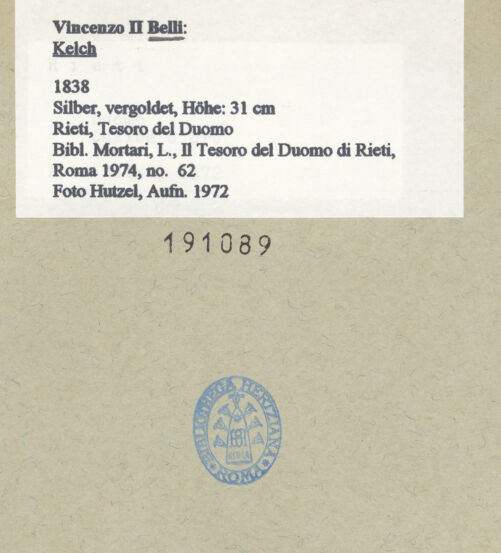 Vincenzo II Belli:
Kelch
1838
Silber, vergoldet, Höhe: 31 cm
Rieti, Tesoro del Duomo
Bibl. Mortari, L., Il Tesoro del Duomo di Rieti,
Roma 1974, no. 62
Foto Hutzel, Aufn. 1972
191089
BIBLIOTHECA HERTZIANA
ROMA